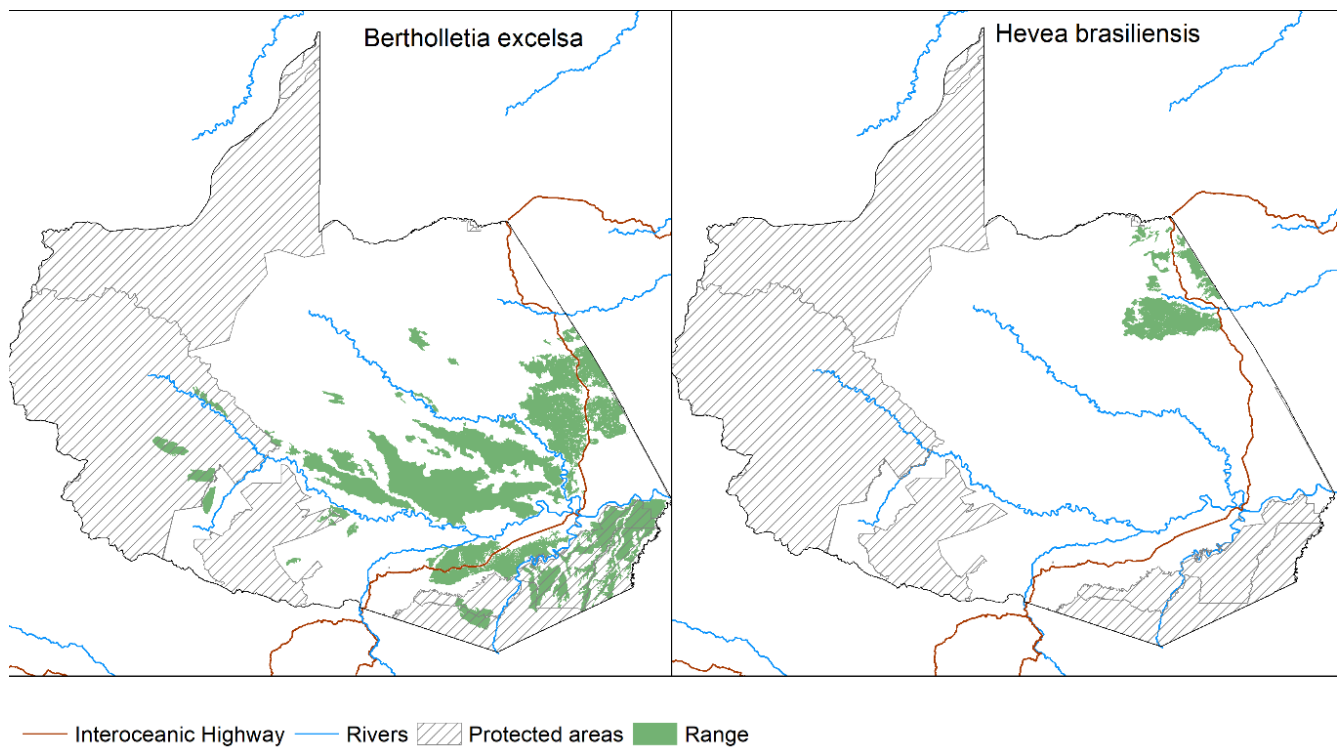 Bertholletia excelsa
Hevea brasiliensis
Interoceanic Highway Rivers Protected areas Range